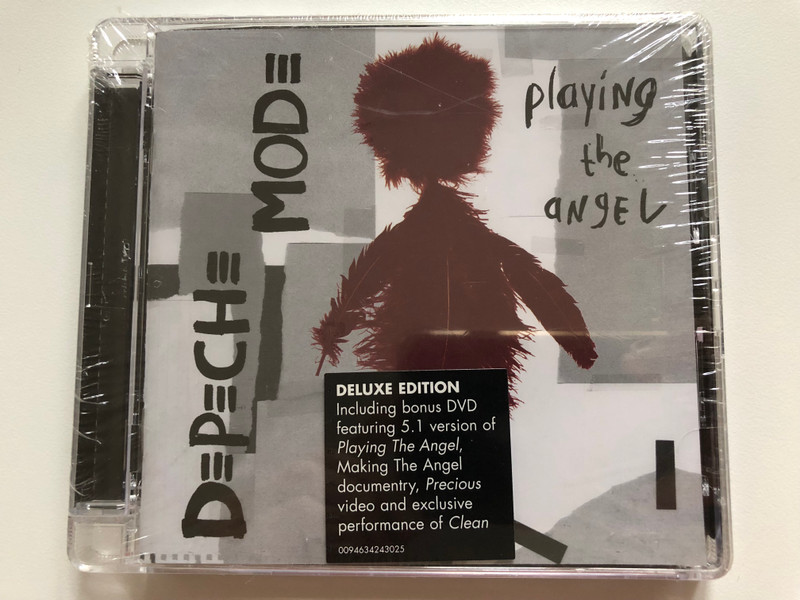 DEPECHE MODE
playing
the
angel
DELUXE EDITION
Including bonus DVD
featuring 5.1 version of
Playing The Angel,
Making The Angel
documentry, Precious
video and exclusive
performance of Clean
0094634243025